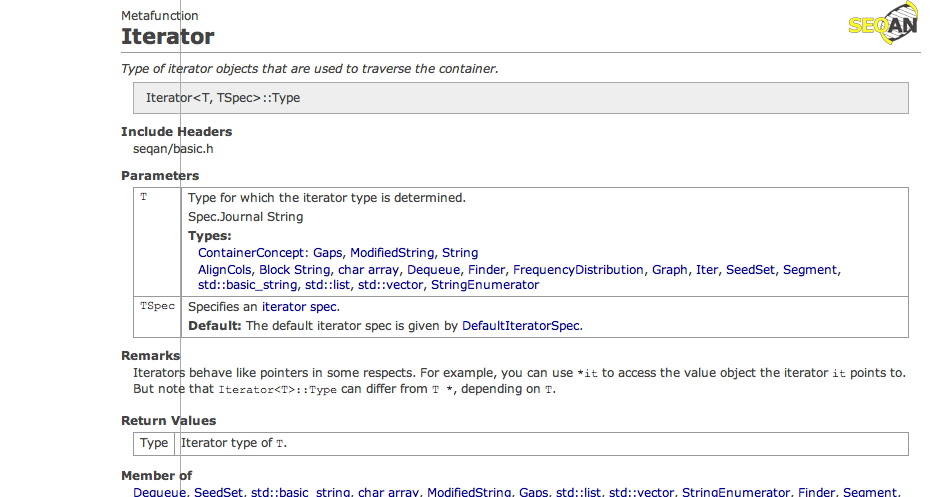 Metafunction
SEQAN
Iterator
Type of iterator objects that are used to traverse the container.
Iterator<T, TSpec>::Type
Include Headers
seqan/basic.h
Parameters
T Type for which the iterator type is determined.
Spec.Journal String
Types:
ContainerConcept: Gaps, ModifiedString, String
AlignCols, Block String, char array, Dequeue, Finder, FrequencyDistribution, Graph, Iter, SeedSet, Segment,
std::basic_string, std::list, std::vector, StringEnumerator
TSpec Specifies an iterator spec.
Default: The default iterator spec is given by DefaultIteratorSpec.
Remarks
Iterators behave like pointers in some respects. For example, you can use *it to access the value object the iterator it points to.
But note that Iterator<T>::Type can differ from T *, depending on T.
Return Values
Type Iterator type of T.
Member of
Dequeue, SeedSet, std::basic_string, char array, ModifiedString, Gaps, std::list, std::vector, StringEnumerator, Finder, Segment,